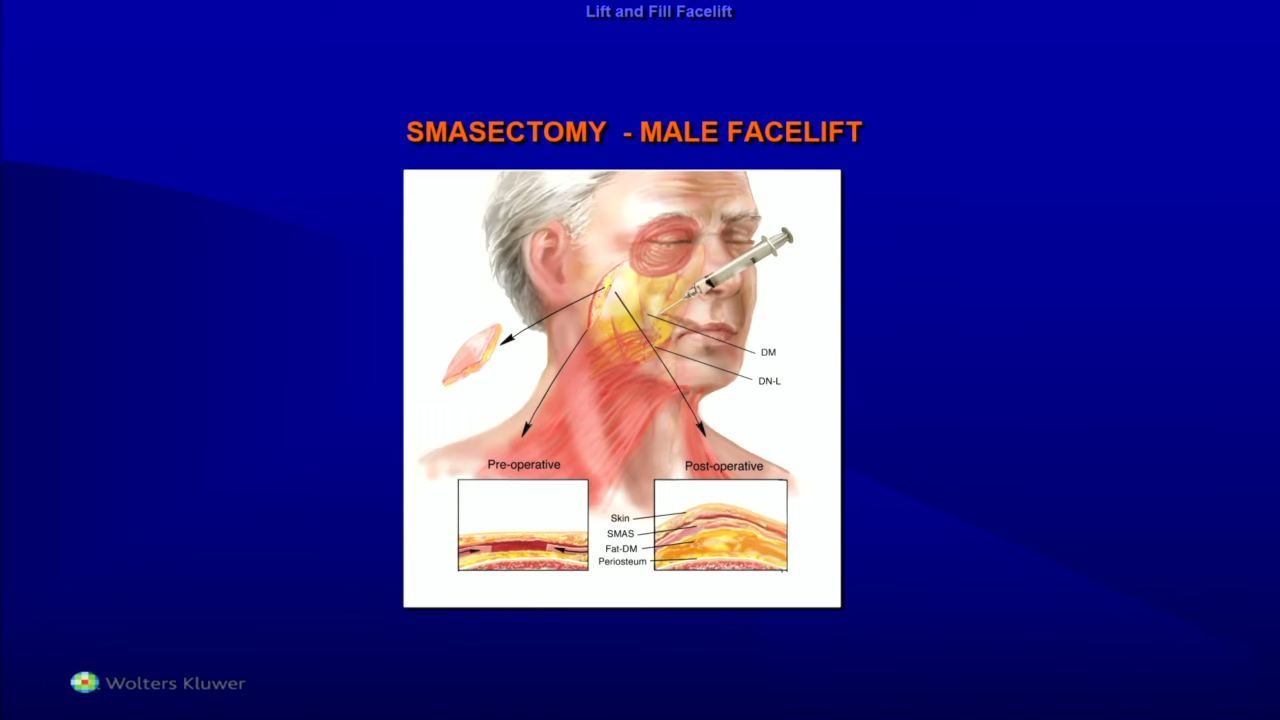 Lift and Fill Facelift
SMASECTOMY - MALE FACELIFT
DM
DN-L
Pre-operative
Post-operative
Skin
SMAS
Fat-DM
Periosteum
Wolters Kluwer